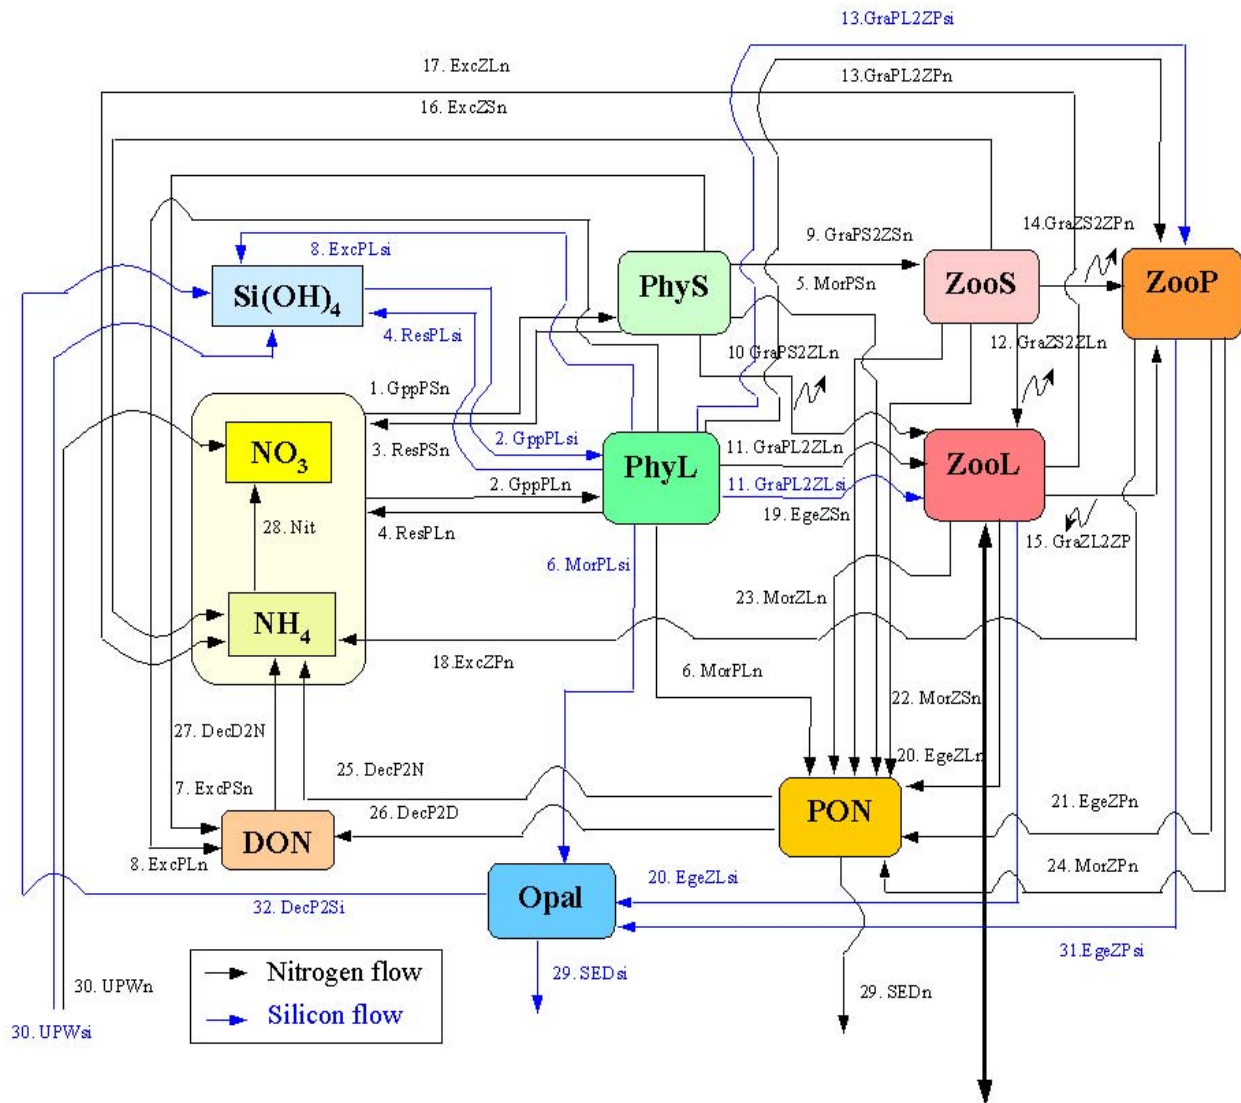 13.GraPL2ZPsi
17. ExcZLn
13.GraPL2ZPn
16. ExcZSn
8. ExcPLsi
9. GraPS2ZSn
14.GraZS2ZPn
Si(OH)4
PhyS
5. MorPSn
ZooS
ZooP
4. ResPLsi
10 GraPS2ZLn
12. GraZS2ZLn
1. GppPSn
NO3
3. ResPSn
2. GppPLsi
PhyL
11. GraPL2ZLn
ZooL
2. GppPLn
11. GraPL2ZLsi
28. Nit
4. ResPLn
19. EgeZSn
15. GraZL2ZP
6. MorPLsi
23. MorZLn
NH4
18.ExcZPn
6. MorPLn
22. MorZSn
27. DecD2N
20. EgeZLn
25. DecP2N
7. ExcPSn
26. DecP2D
21. EgeZPn
DON
PON
8. ExcPLn
24. MorZPn
20. EgeZLsi
Opal
32. DecP2Si
31.EgeZPsi
Nitrogen flow
30. UPWn
29. SEDsi
29. SEDn
Silicon flow
30. UPWsi